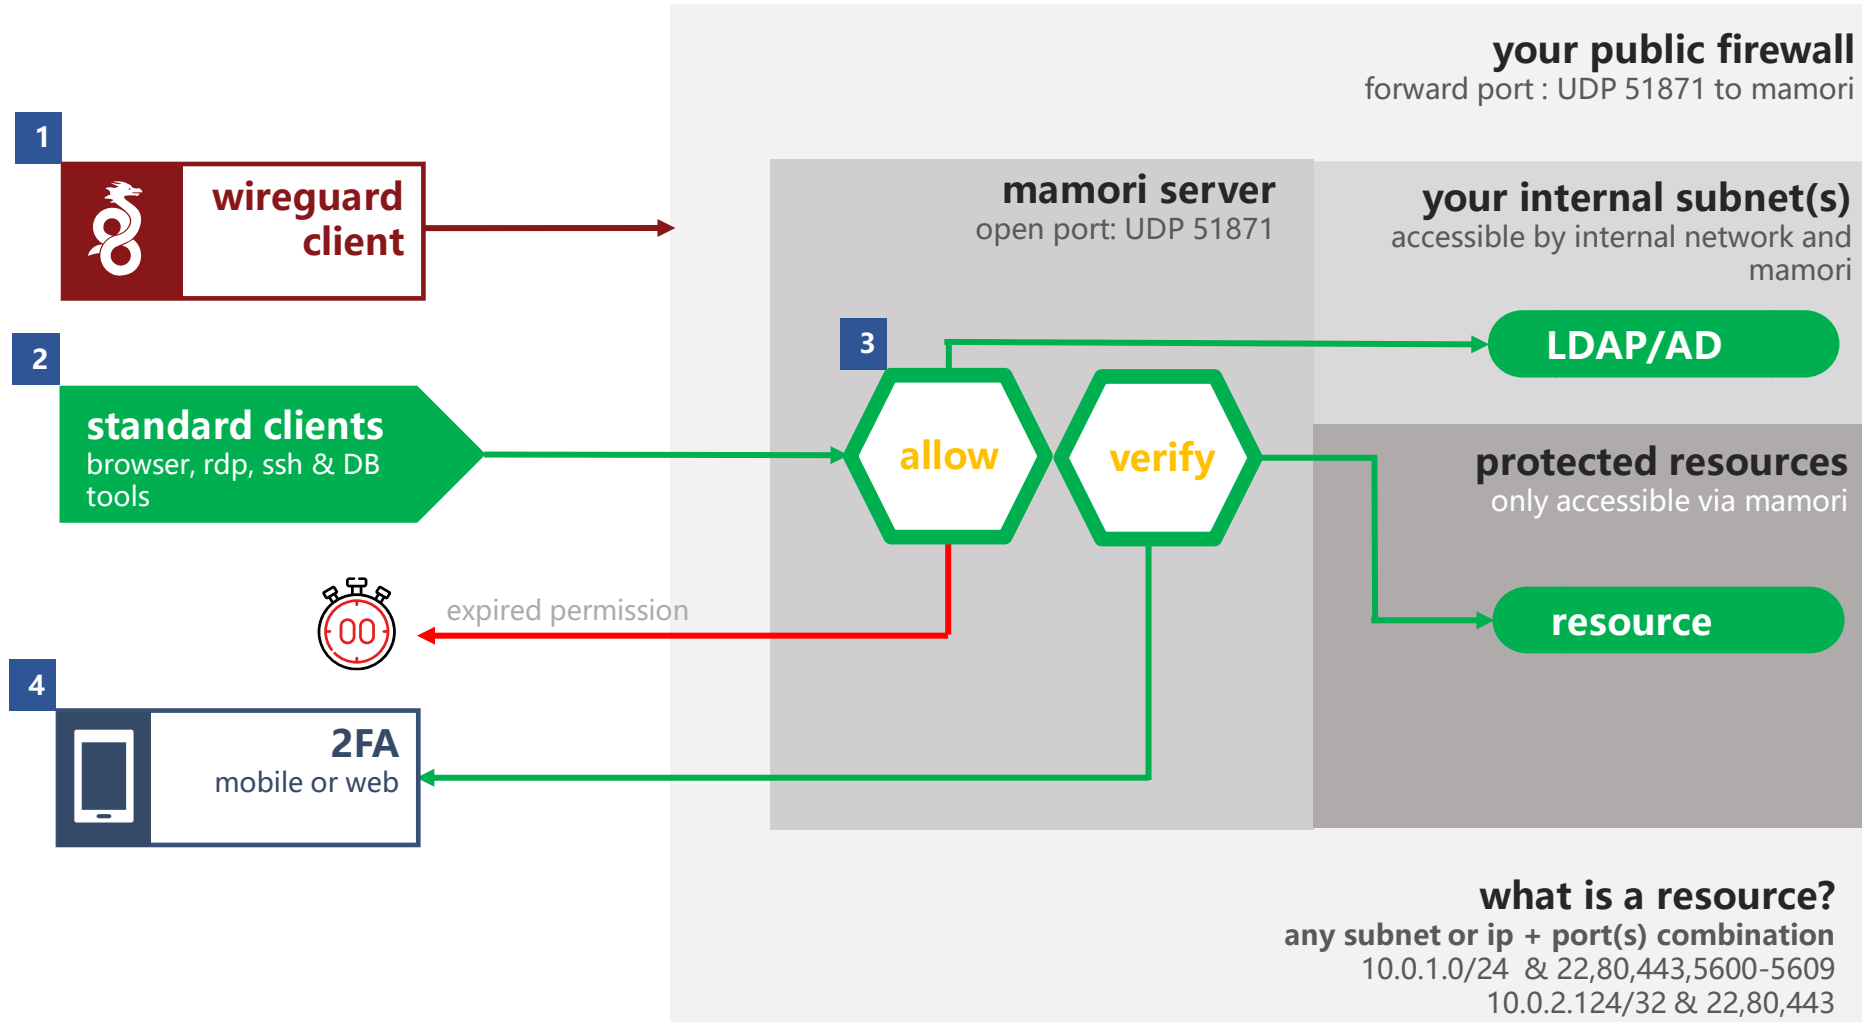 your public firewall
forward port : UDP 51871 to mamori
1
wireguard
client
mamori server
open port: UDP 51871
your internal subnet(s)
accessible by internal network and
mamori
2
standard clients
browser, rdp, ssh & DB
tools
3
LDAP/AD
allow
verify
protected resources
only accessible via mamori
00
expired permission
resource
4
2FA
mobile or web
what is a resource?
any subnet or ip + port(s) combination
10.0.1.0/24 & 22,80,443,5600-5609
10.0.2.124/32 & 22,80,443